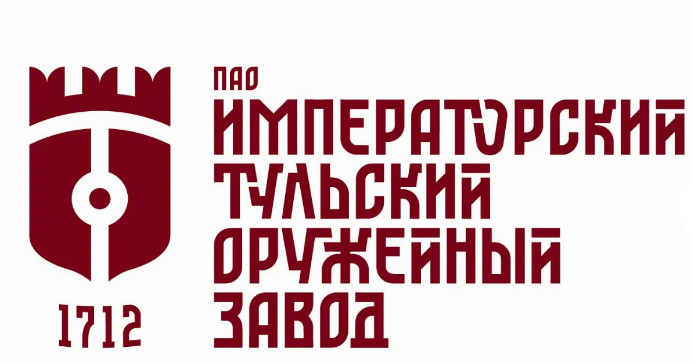 ПАО
ИМПЕРАТОРСКИЙ
ТУЛЬСКИЙ
ОРУЖЕЙНЫЙ
ЗАВОД
1712